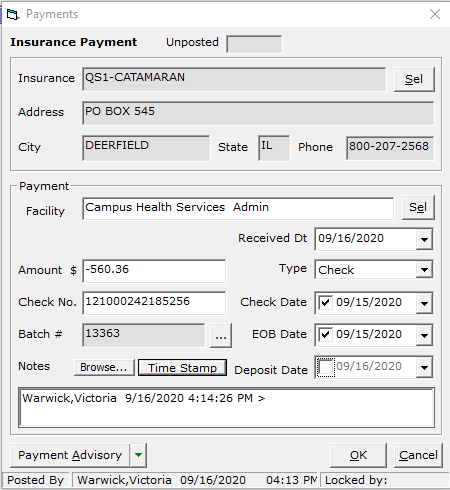 Payments
Insurance Payment Unposted
Insurance QS1-CATAMARAN Sel
Address PO BOX 545
City DEERFIELD State IL Phone 800-207-2568
Payment
Facility Campus Health Services Admin Sel
Received Dt 09/16/2020
Amount $ -560.36 Type Check
Check No. 121000242185256 Check Date 09/15/2020
Batch # 13363 ... EOB Date 09/15/2020
Notes Browse... Time Stamp Deposit Date 09/16/2020
Warwick,Victoria 9/16/2020 4:14:26 PM >
Payment Advisory OK Cancel
Posted By Warwick,Victoria 09/16/2020 04:13 PM Locked by: